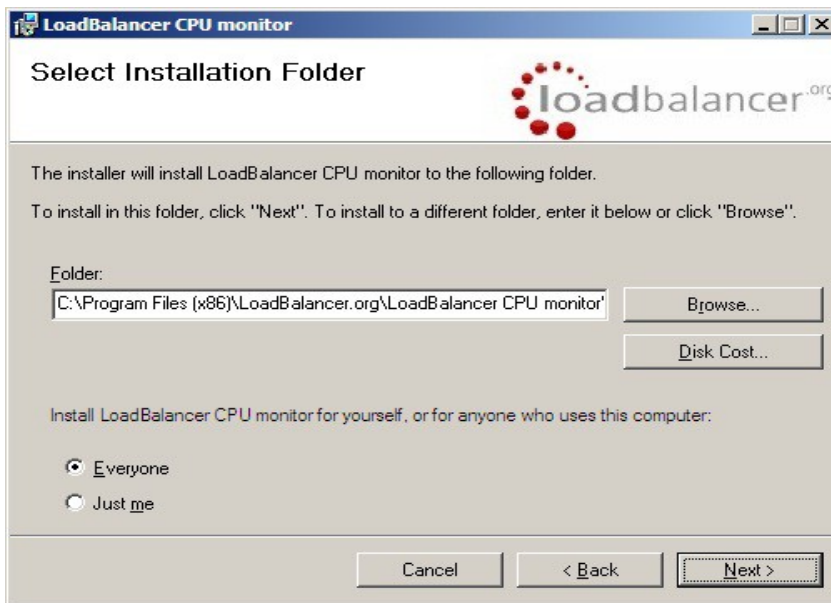 LoadBalancer CPU monitor
Select Installation Folder
loadbalancer.org
The installer will install LoadBalancer CPU monitor to the following folder.
To install in this folder, click "Next". To install to a different folder, enter it below or click "Browse".
Folder:
C:\Program Files (x86)\LoadBalancer.org\LoadBalancer CPU monitor\
Browse...
Disk Cost...
Install LoadBalancer CPU monitor for yourself, or for anyone who uses this computer:
Everyone
Just me
Cancel
< Back
Next >